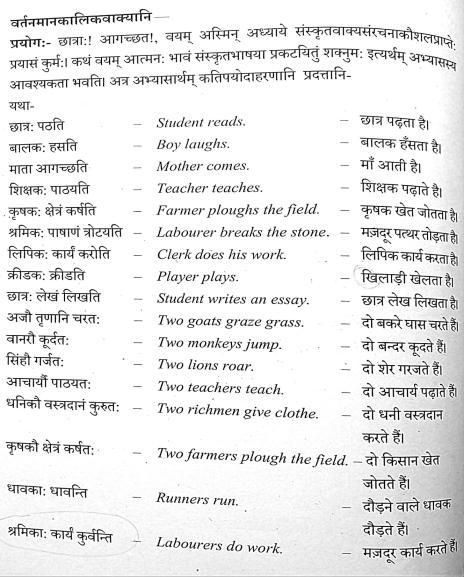 वर्तनमानकालिकवाक्यानि—
प्रयोग:- छात्रा:! आगच्छत!, वयम् अस्मिन् अध्याये संस्कृतवाक्यसंरचनाकौशलप्राप्ते:
प्रयासं कुर्म:। कथं वयम् आत्मन: भावं संस्कृतभाषया प्रकटयितुं शक्नुम: इत्यर्थम् अभ्यासस्य
आवश्यकता भवति। अत्र अभ्यासार्थम् कतिपयोदाहरणानि प्रदत्तानि-
यथा-
छात्र: पठति – Student reads. – छात्र पढ़ता है।
बालक: हसति – Boy laughs. – बालक हँसता है।
माता आगच्छति – Mother comes. – माँ आती है।
शिक्षक: पाठयति – Teacher teaches. – शिक्षक पढ़ाते है।
कृषक: क्षेत्रं कर्षति – Farmer ploughs the field. – कृषक खेत जोतता है।
श्रमिक: पाषाणं त्रोटयति – Labourer breaks the stone. – मज़दूर पत्थर तोड़ता है।
लिपिक: कार्यं करोति – Clerk does his work. – लिपिक कार्य करता है।
क्रीडक: क्रीडति – Player plays. – खिलाड़ी खेलता है।
छात्र: लेखं लिखति – Student writes an essay. – छात्र लेख लिखता है।
अजौ तृणानि चरत: – Two goats graze grass. – दो बकरे घास चरते हैं।
वानरौ कूर्दत: – Two monkeys jump. – दो बन्दर कूदते हैं।
सिंहौ गर्जत: – Two lions roar. – दो शेर गरजते हैं।
आचार्यौ पाठयत: – Two teachers teach. – दो आचार्य पढ़ाते हैं।
धनिकौ वस्त्रदानं कुरुत: – Two richmen give clothe. – दो धनी वस्त्रदान
करते हैं।
कृषकौ क्षेत्रं कर्षत: – Two farmers plough the field. – दो किसान खेत
जोतते हैं।
धावका: धावन्ति – Runners run. – दौड़ने वाले धावक
दौड़ते हैं।
श्रमिका: कार्यं कुर्वन्ति – Labourers do work. – मज़दूर कार्य करते हैं।